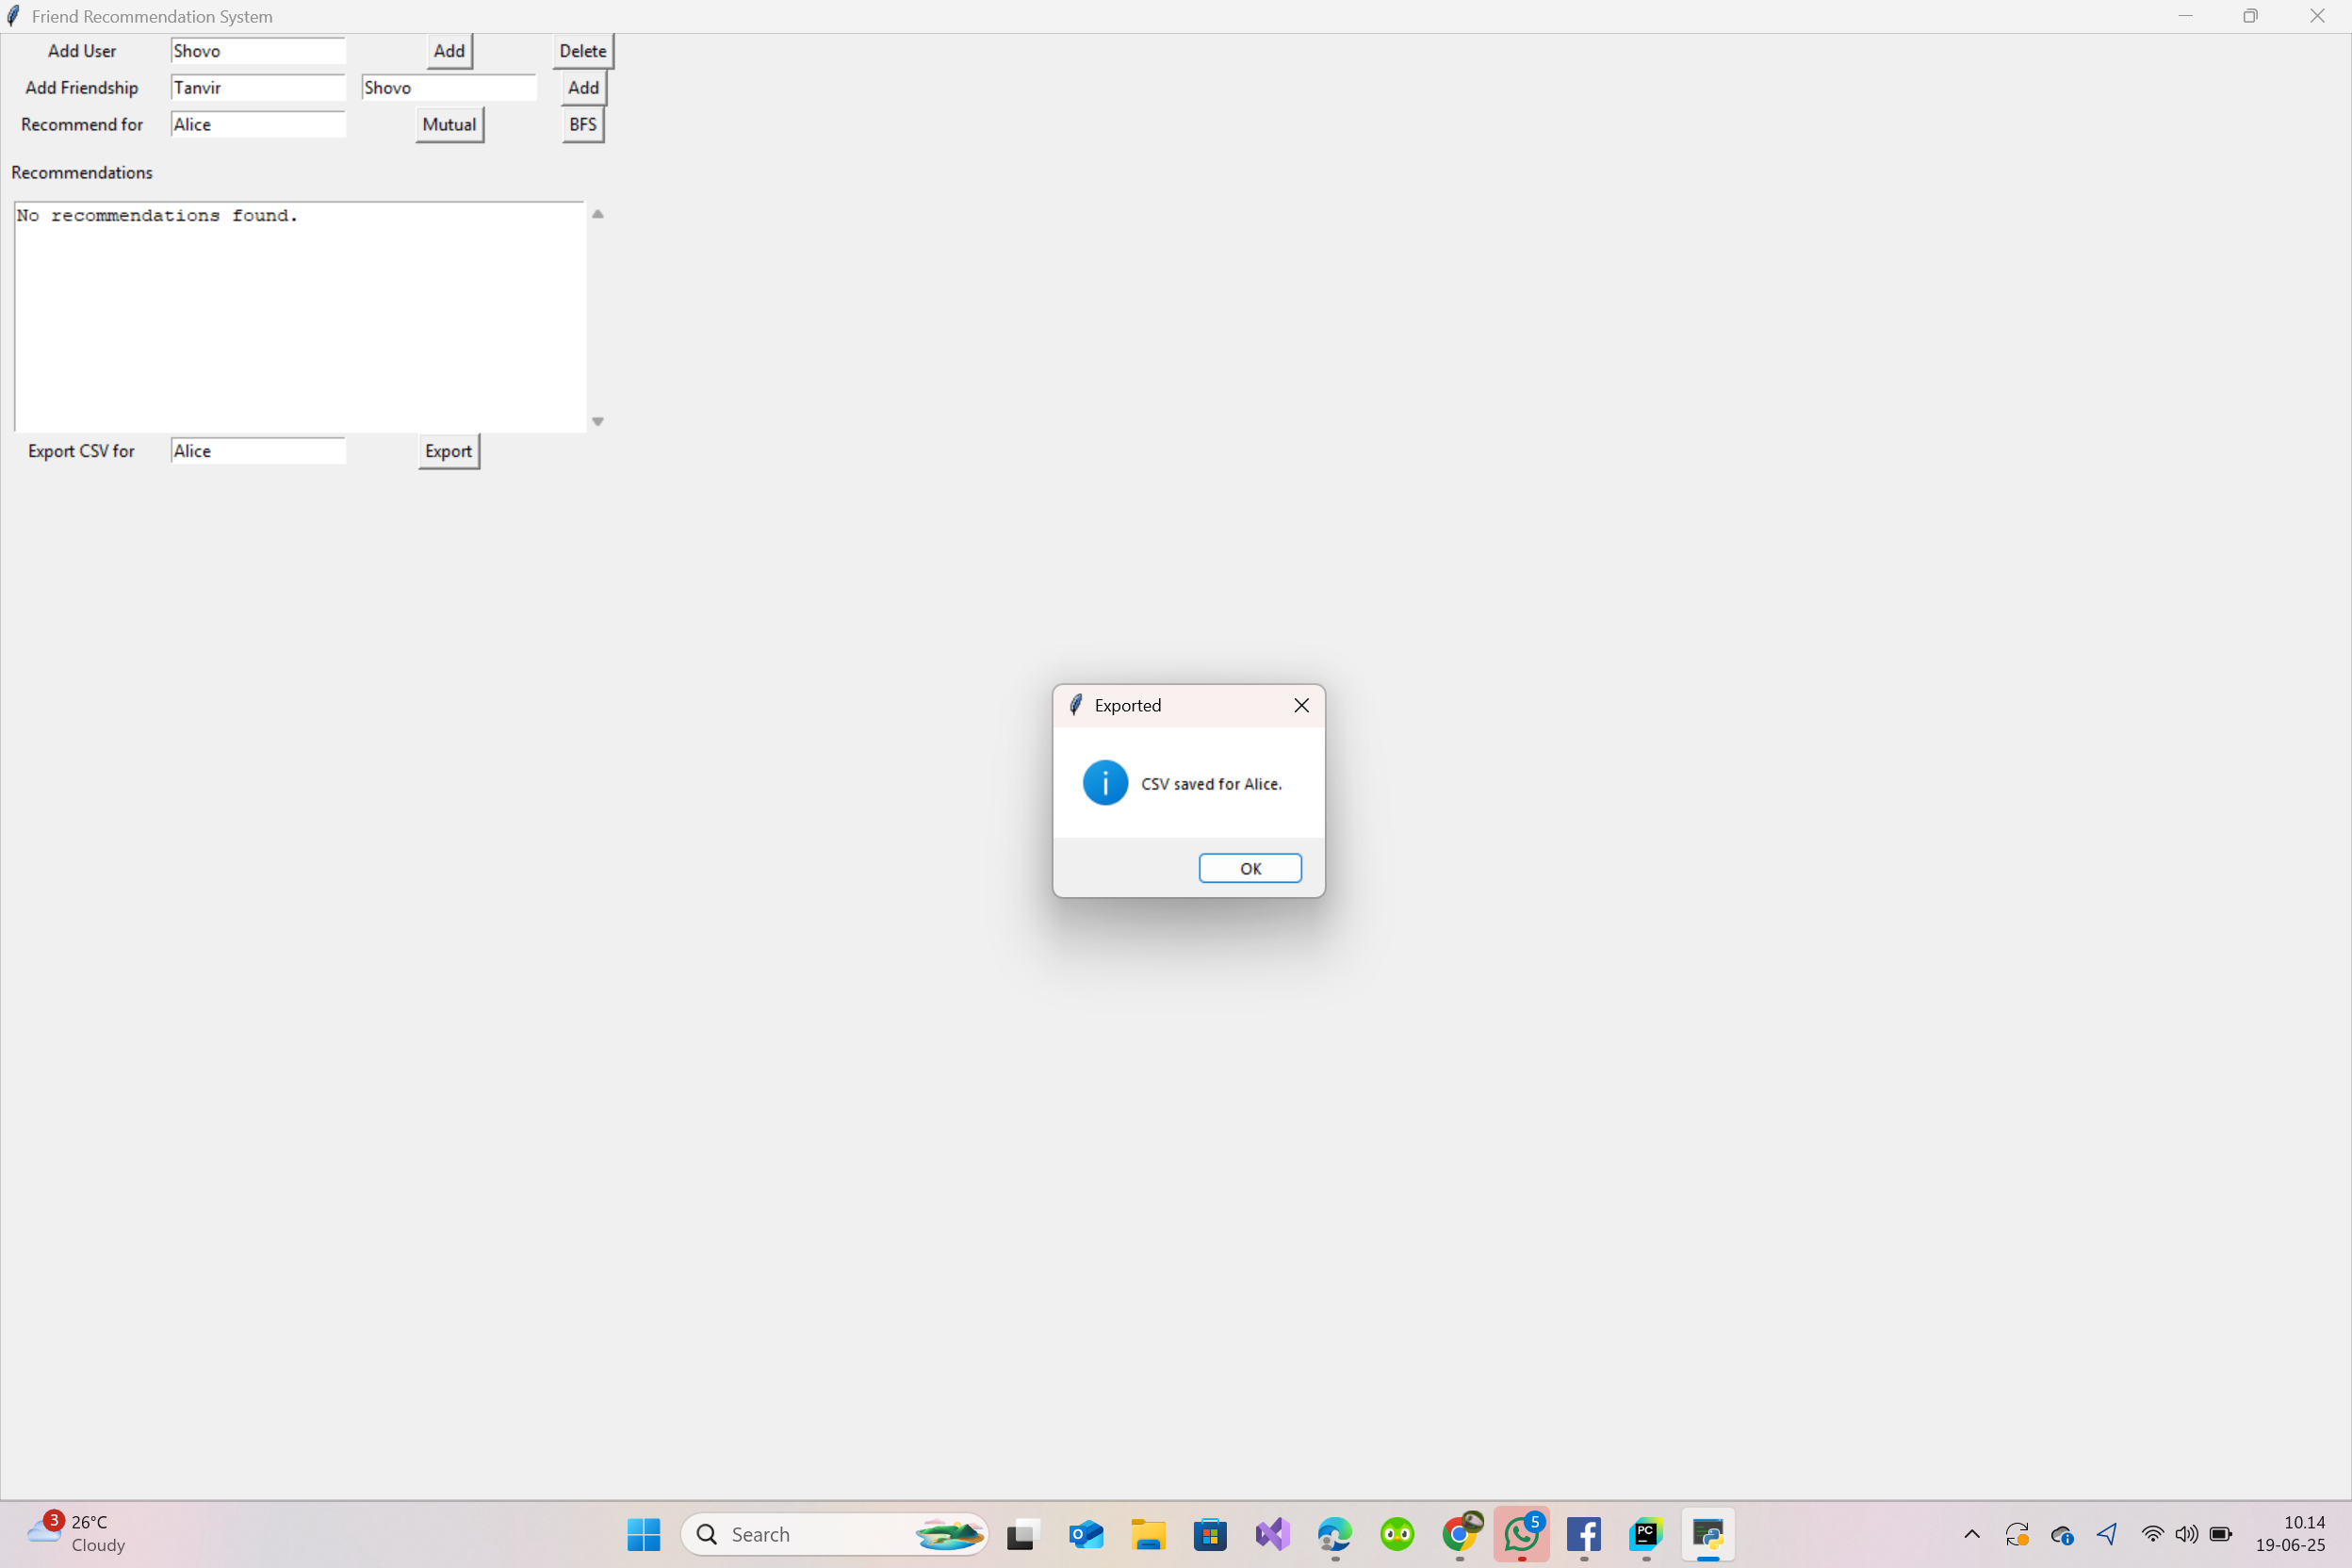 Friend Recommendation System
Add User Shovo Add Delete
Add Friendship Tanvir Shovo Add
Recommend for Alice Mutual BFS
Recommendations
No recommendations found.
Export CSV for Alice Export
Exported
CSV saved for Alice.
OK
3 26°C
Cloudy
Search
PC
5
10.14
19-06-25